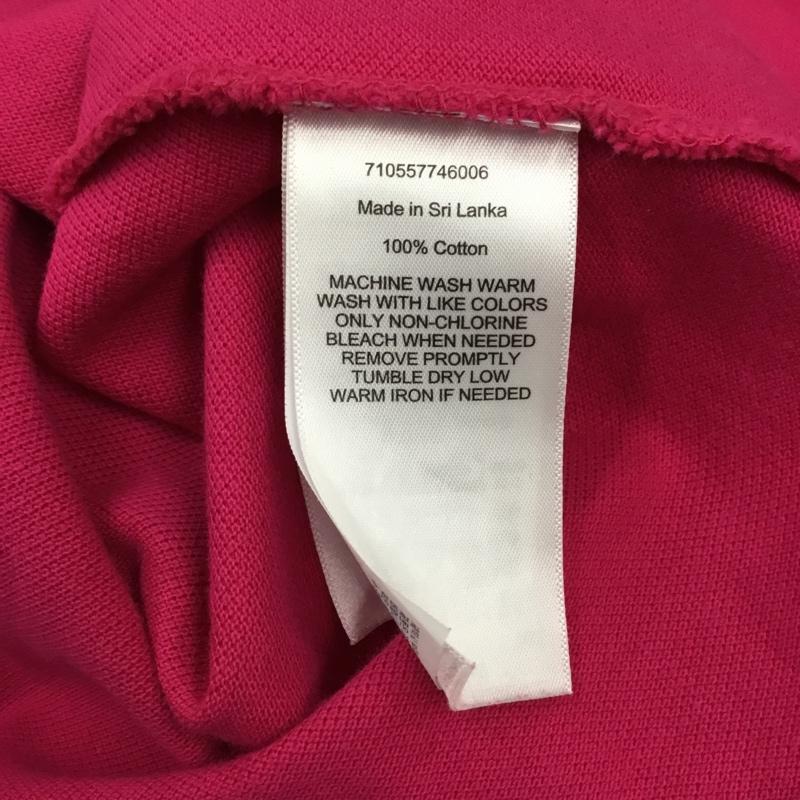 710557746006
Made in Sri Lanka
100% Cotton
MACHINE WASH WARM
WASH WITH LIKE COLORS
ONLY NON-CHLORINE
BLEACH WHEN NEEDED
REMOVE PROMPTLY
TUMBLE DRY LOW
WARM IRON IF NEEDED